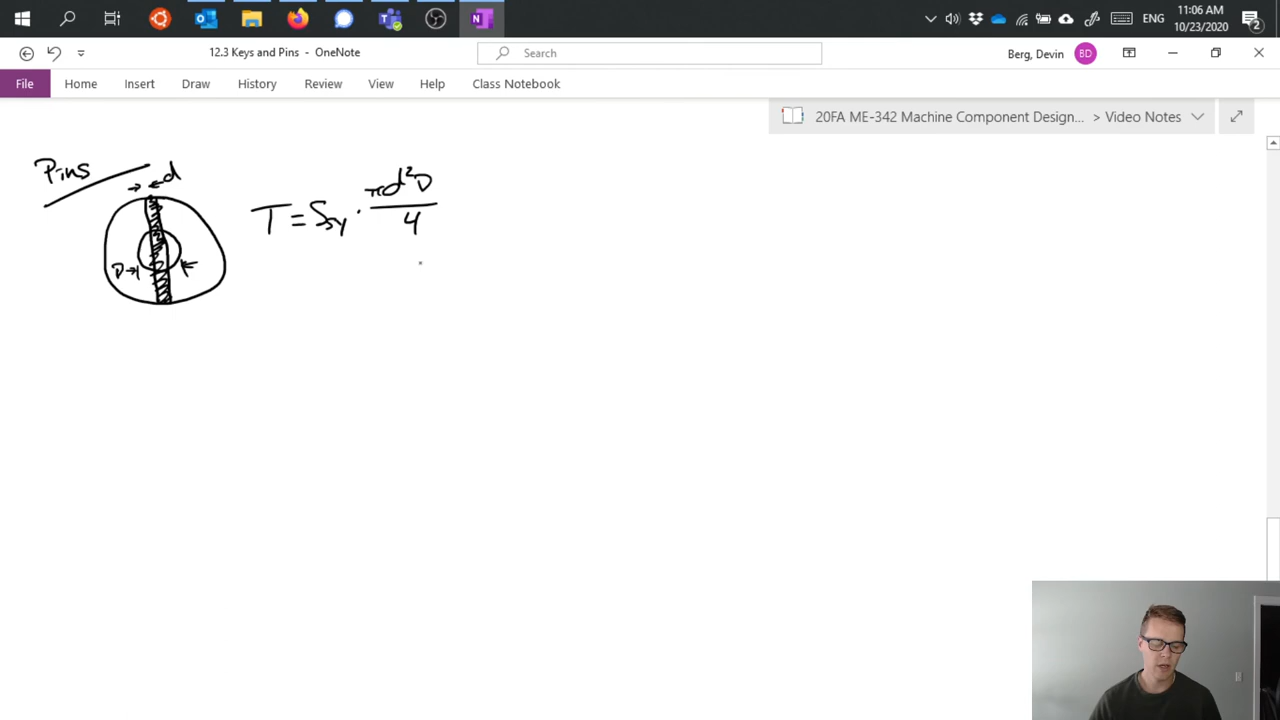 11:06 AM
ENG
10/23/2020
2
12.3 Keys and Pins - OneNote
Search
Berg, Devin
BD
File Home Insert Draw History Review View Help Class Notebook
20FA ME-342 Machine Component Design... > Video Notes
Pins
d
T = Ssy · πd²D
4
D